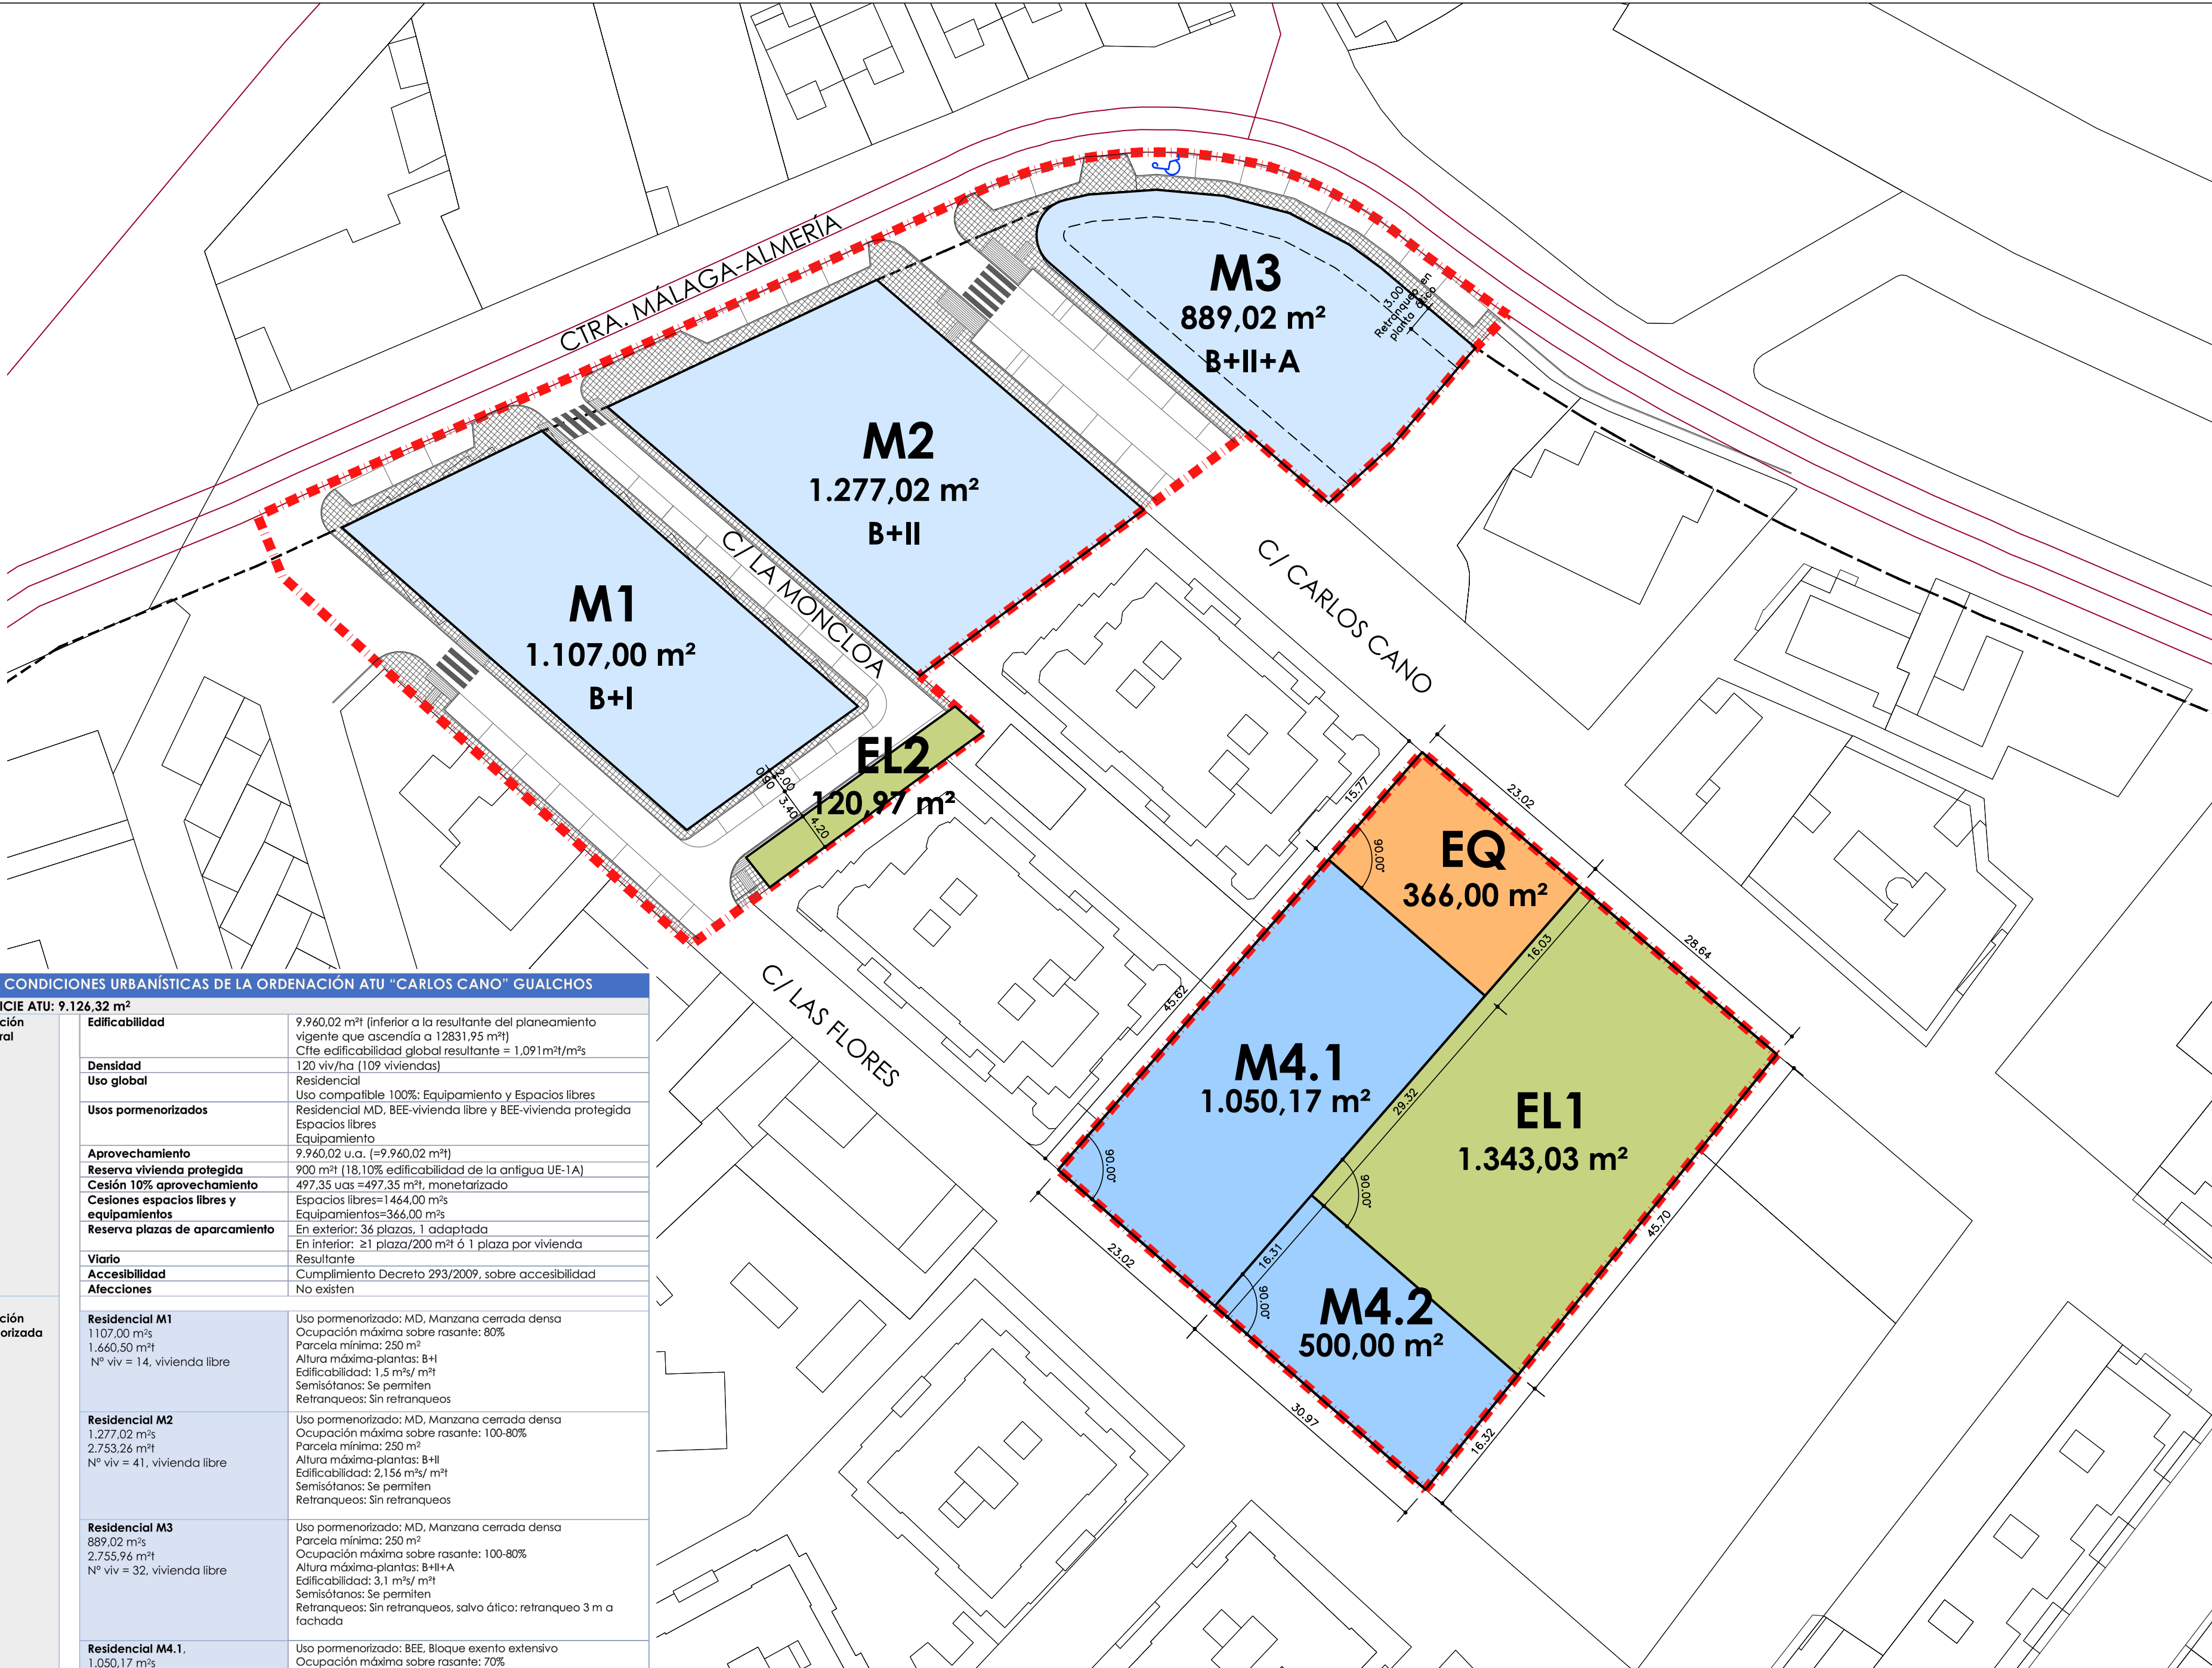 CTRA. MÁLAGA-ALMERÍA
M3
889,02 m²
B+II+A
3.00
Retranqueo en
planta ático
M2
1.277,02 m²
B+II
C/ LA MONCLOA
M1
1.107,00 m²
B+I
C/ CARLOS CANO
EL2
120,97 m²
2.00
0.90
3.40
4.20
15.77
23.02
EQ
366,00 m²
90.00°
16.03
28.64
C/ LAS FLORES
45.62
M4.1
1.050,17 m²
29.32
EL1
1.343,03 m²
90.00°
90.00°
45.70
23.02
16.31
90.00°
M4.2
500,00 m²
30.97
16.32
CONDICIONES URBANÍSTICAS DE LA ORDENACIÓN ATU "CARLOS CANO" GUALCHOS
ICIE ATU: 9.126,32 m²
ción
ral
Edificabilidad
9.960,02 m²t (inferior a la resultante del planeamiento
vigente que ascendía a 12831,95 m²t)
Cfte edificabilidad global resultante = 1,091m²t/m²s
Densidad
120 viv/ha (109 viviendas)
Uso global
Residencial
Uso compatible 100%: Equipamiento y Espacios libres
Usos pormenorizados
Residencial MD, BEE-vivienda libre y BEE-vivienda protegida
Espacios libres
Equipamiento
Aprovechamiento
9.960,02 u.a. (=9.960,02 m²t)
Reserva vivienda protegida
900 m²t (18,10% edificabilidad de la antigua UE-1A)
Cesión 10% aprovechamiento
497,35 uas =497,35 m²t, monetarizado
Cesiones espacios libres y
equipamientos
Espacios libres=1464,00 m²s
Equipamientos=366,00 m²s
Reserva plazas de aparcamiento
En exterior: 36 plazas, 1 adaptada
En interior: ≥1 plaza/200 m²t ó 1 plaza por vivienda
Viario
Resultante
Accesibilidad
Cumplimiento Decreto 293/2009, sobre accesibilidad
Afecciones
No existen
ción
orizada
Residencial M1
1107,00 m²s
1.660,50 m²t
Nº viv = 14, vivienda libre
Uso pormenorizado: MD, Manzana cerrada densa
Ocupación máxima sobre rasante: 80%
Parcela mínima: 250 m²
Altura máxima-plantas: B+I
Edificabilidad: 1,5 m²s/ m²t
Semisótanos: Se permiten
Retranqueos: Sin retranqueos
Residencial M2
1.277,02 m²s
2.753,26 m²t
Nº viv = 41, vivienda libre
Uso pormenorizado: MD, Manzana cerrada densa
Ocupación máxima sobre rasante: 100-80%
Parcela mínima: 250 m²
Altura máxima-plantas: B+II
Edificabilidad: 2,156 m²s/ m²t
Semisótanos: Se permiten
Retranqueos: Sin retranqueos
Residencial M3
889,02 m²s
2.755,96 m²t
Nº viv = 32, vivienda libre
Uso pormenorizado: MD, Manzana cerrada densa
Parcela mínima: 250 m²
Ocupación máxima sobre rasante: 100-80%
Altura máxima-plantas: B+II+A
Edificabilidad: 3,1 m²s/ m²t
Semisótanos: Se permiten
Retranqueos: Sin retranqueos, salvo ático: retranqueo 3 m a
fachada
Residencial M4.1,
1.050,17 m²s
Uso pormenorizado: BEE, Bloque exento extensivo
Ocupación máxima sobre rasante: 70%